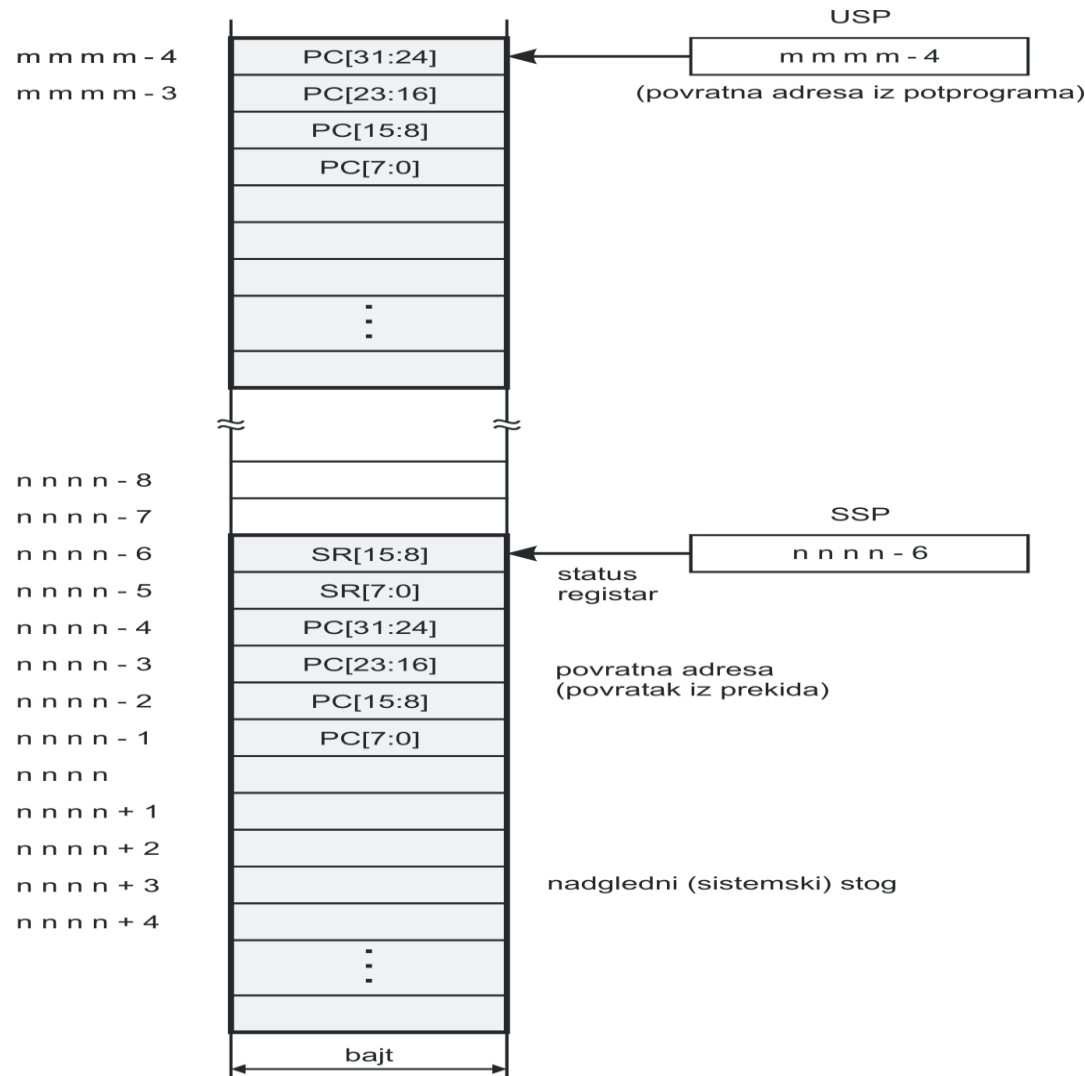 USP
m m m m - 4 PC[31:24] m m m m - 4
m m m m - 3 PC[23:16] (povratna adresa iz potprograma)
PC[15:8]
PC[7:0]
n n n n - 8
n n n n - 7 SSP
n n n n - 6 SR[15:8] n n n n - 6
status
n n n n - 5 SR[7:0] registar
n n n n - 4 PC[31:24]
n n n n - 3 PC[23:16] povratna adresa
(povratak iz prekida)
n n n n - 2 PC[15:8]
n n n n - 1 PC[7:0]
n n n n
n n n n + 1
n n n n + 2
n n n n + 3 nadgledni (sistemski) stog
n n n n + 4
bajt